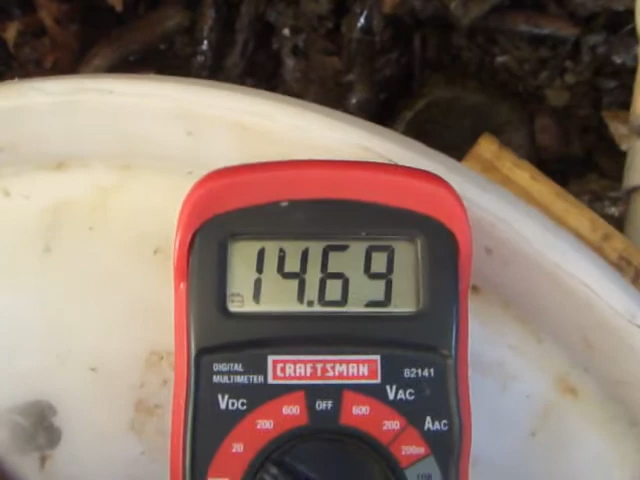 14.69
DIGITAL
MULTIMETER
CRAFTSMAN
82141
VDC
OFF
VAC
600
600
200
200
AAC
20
200m